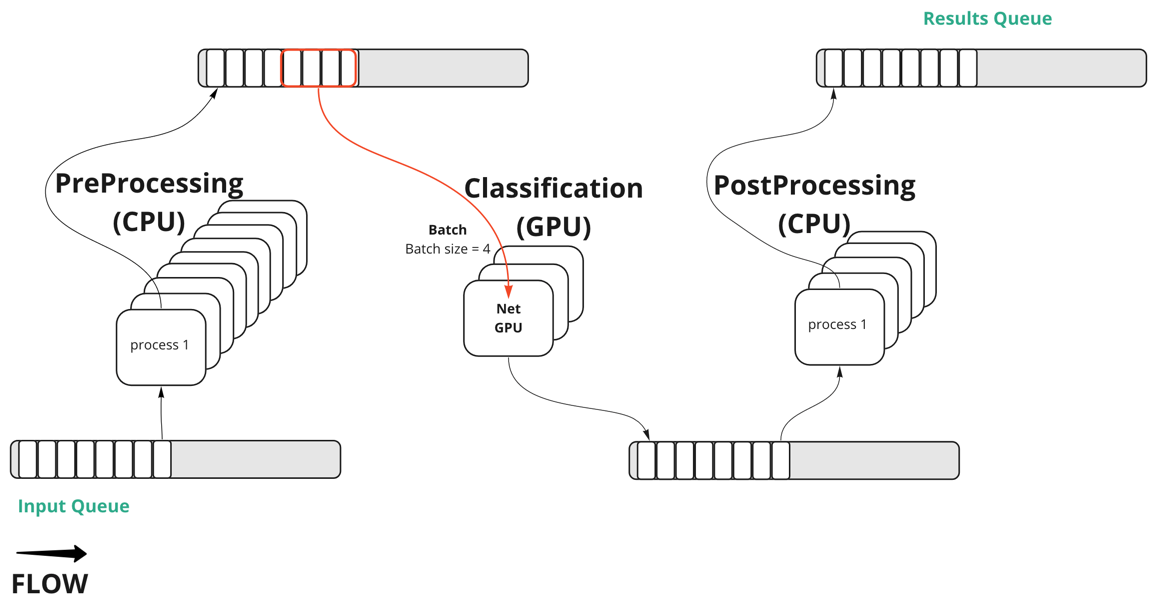 Results Queue
PreProcessing
(CPU)
Classification
(GPU)
PostProcessing
(CPU)
Batch
Batch size = 4
Net
GPU
process 1
process 1
Input Queue
FLOW